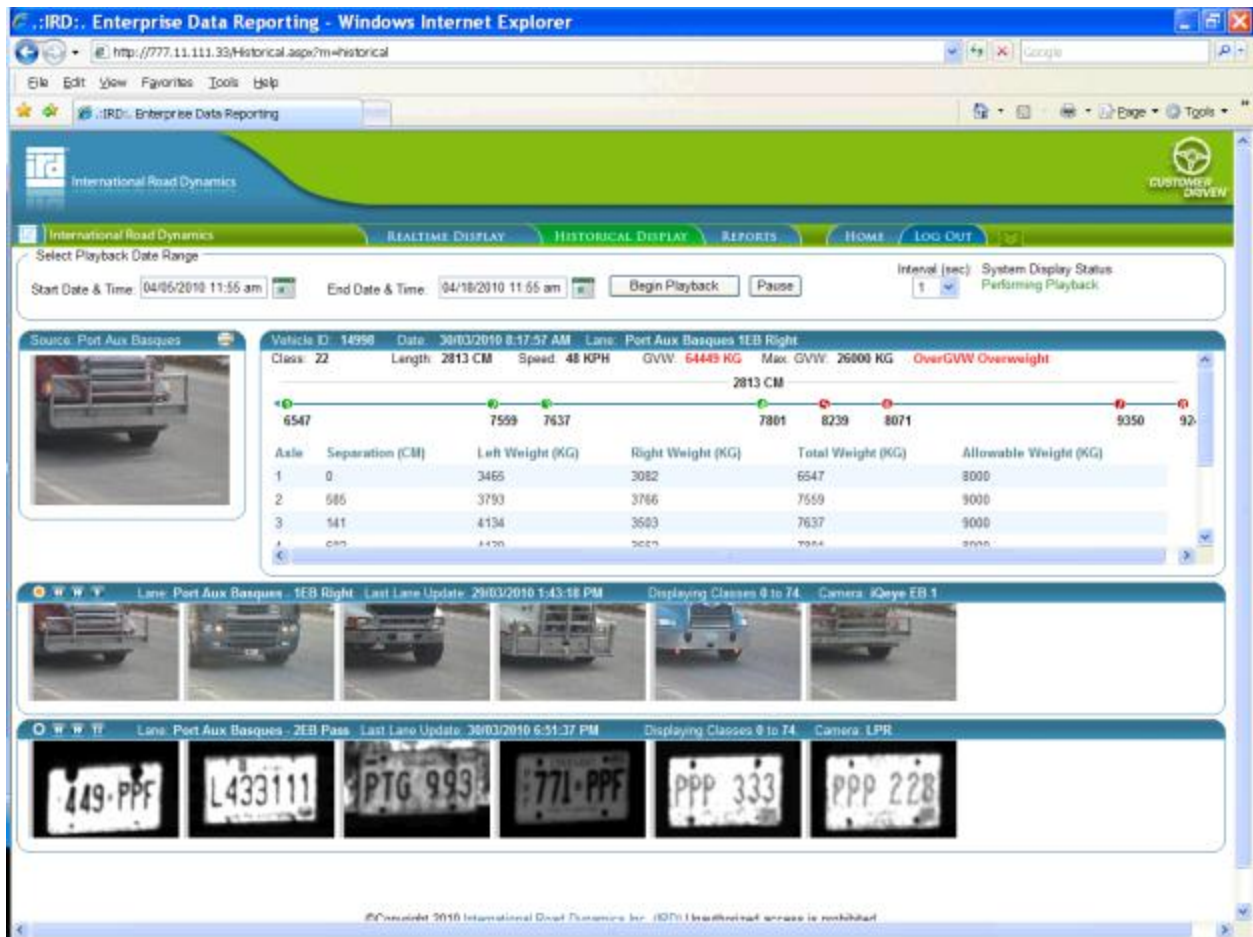 .:IRD:. Enterprise Data Reporting - Windows Internet Explorer
http://777.11.111.33/Historical.aspx?m=historical
Google
File Edit View Favorites Tools Help
.:IRD:. Enterprise Data Reporting
Page Tools
ird
International Road Dynamics
CUSTOMER DRIVEN
International Road Dynamics REALTIME DISPLAY HISTORICAL DISPLAY REPORTS HOME LOG OUT
Select Playback Date Range
Interval (sec) System Display Status
Start Date & Time: 04/05/2010 11:55 am End Date & Time: 04/18/2010 11:55 am Begin Playback Pause 1 Performing Playback
Source: Port Aux Basques
Vehicle ID: 14998 Date: 30/03/2010 8:17:57 AM Lane: Port Aux Basques 1EB Right
Class: 22 Length: 2813 CM Speed: 48 KPH GVW: 64449 KG Max. GVW: 26000 KG OverGVW Overweight
2813 CM
6547 7559 7637 7801 8239 8071 9350
Axle Separation (CM) Left Weight (KG) Right Weight (KG) Total Weight (KG) Allowable Weight (KG)
1 0 3465 3082 6547 8000
2 585 3793 3766 7559 9000
3 141 4134 3503 7637 9000
Lane: Port Aux Basques - 1EB Right Last Lane Update: 29/03/2010 1:43:18 PM Displaying Classes 0 to 74. Camera: iQeye EB 1
Lane: Port Aux Basques - 2EB Pass Last Lane Update: 30/03/2010 6:51:37 PM Displaying Classes 0 to 74. Camera: LPR
449-PPF L433111 PTG 993 771-PPF PPP 333 PPP 228
©Copyright 2010 International Road Dynamics Inc. (IRD) Unauthorized access is prohibited